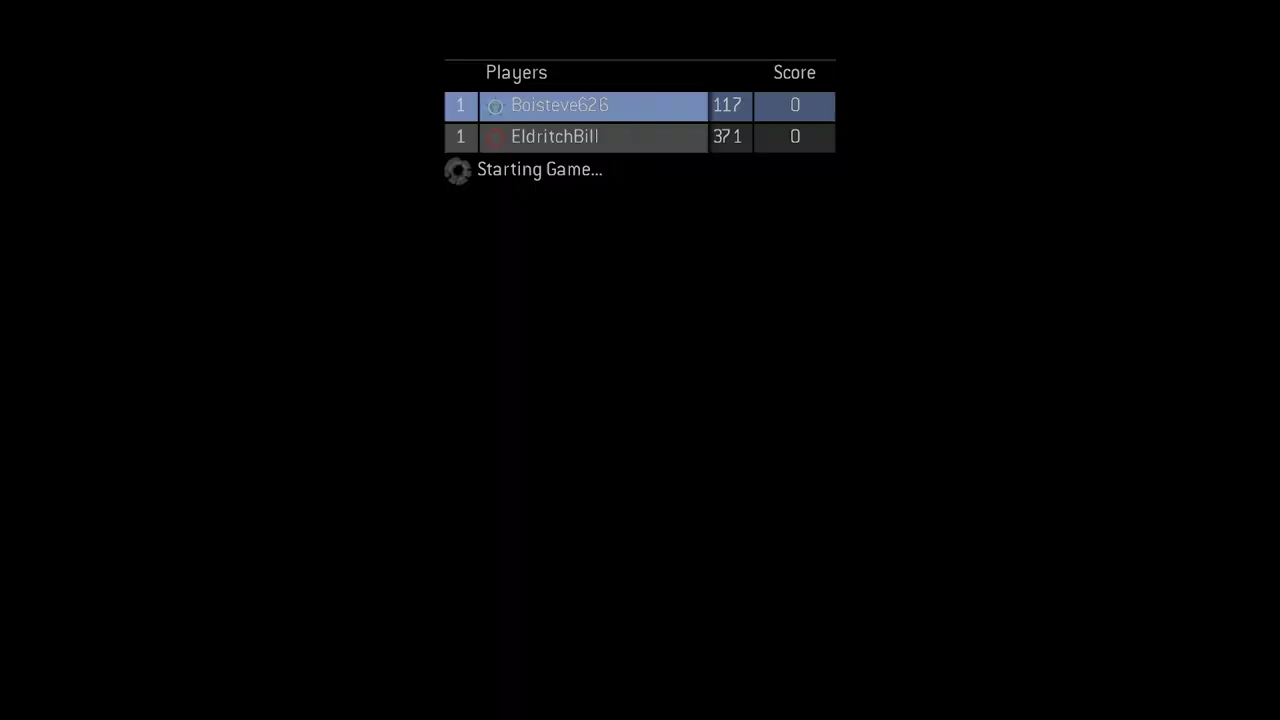 Players Score
1 Boisteve626 117 0
1 EldritchBill 371 0
Starting Game...